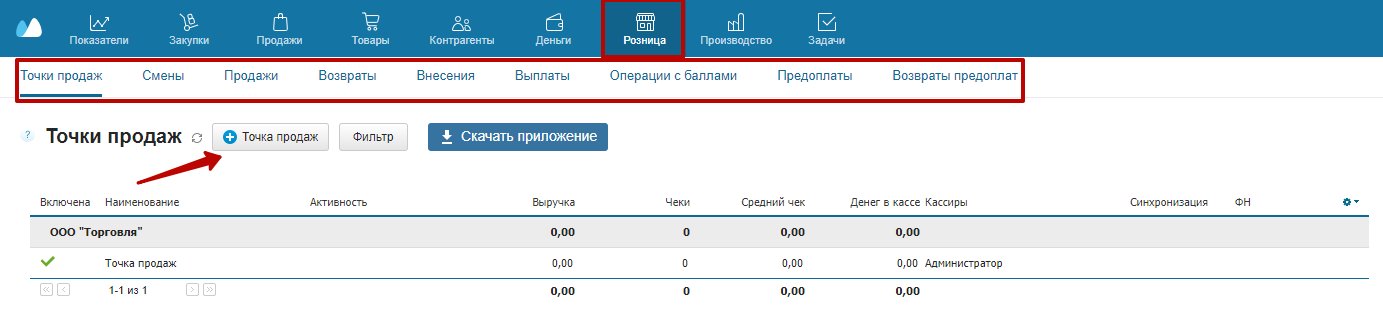 Показатели Закупки Продажи Товары Контрагенты Деньги Розница Производство Задачи
Точки продаж Смены Продажи Возвраты Внесения Выплаты Операции с баллами Предоплаты Возвраты предоплат
? Точки продаж Точка продаж Фильтр Скачать приложение
Включена Наименование Активность Выручка Чеки Средний чек Денег в кассе Кассиры Синхронизация ФН
ООО "Торговля" 0,00 0 0,00 0,00
Точка продаж 0,00 0 0,00 0,00 Администратор
1-1 из 1 0,00 0 0,00 0,00